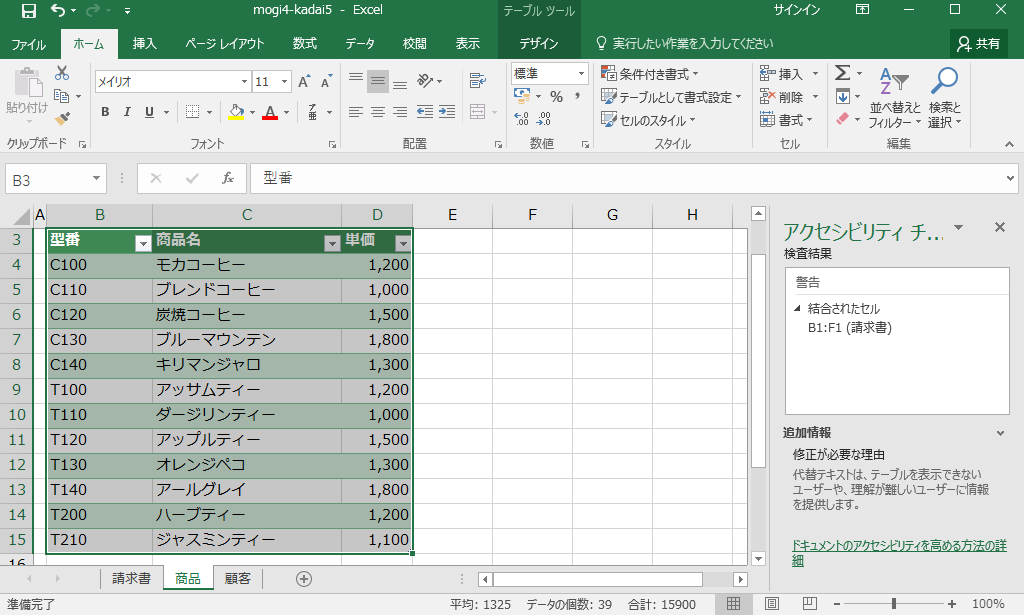 mogi4-kadai5 - Excel
テーブル ツール
サインイン
ファイル ホーム 挿入 ページ レイアウト 数式 データ 校閲 表示 デザイン 実行したい作業を入力してください 共有
貼り付け
メイリオ 11
B I U
標準
% ,
条件付き書式
テーブルとして書式設定
セルのスタイル
挿入
削除
書式
並べ替えと
フィルター
検索と
選択
クリップボード フォント 配置 数値 スタイル セル 編集
B3 fx 型番
A B C D E F G H
3 型番 商品名 単価
4 C100 モカコーヒー 1,200
5 C110 ブレンドコーヒー 1,000
6 C120 炭焼コーヒー 1,500
7 C130 ブルーマウンテン 1,800
8 C140 キリマンジャロ 1,300
9 T100 アッサムティー 1,200
10 T110 ダージリンティー 1,000
11 T120 アップルティー 1,500
12 T130 オレンジペコ 1,300
13 T140 アールグレイ 1,800
14 T200 ハーブティー 1,200
15 T210 ジャスミンティー 1,100
16
アクセシビリティ チ...
検査結果
警告
結合されたセル
B1:F1 (請求書)
追加情報
修正が必要な理由
代替テキストは、テーブルを表示できない
ユーザーや、理解が難しいユーザーに情報
を提供します。
ドキュメントのアクセシビリティを高める方法の詳
細
請求書 商品 顧客
準備完了 平均: 1325 データの個数: 39 合計: 15900 100%